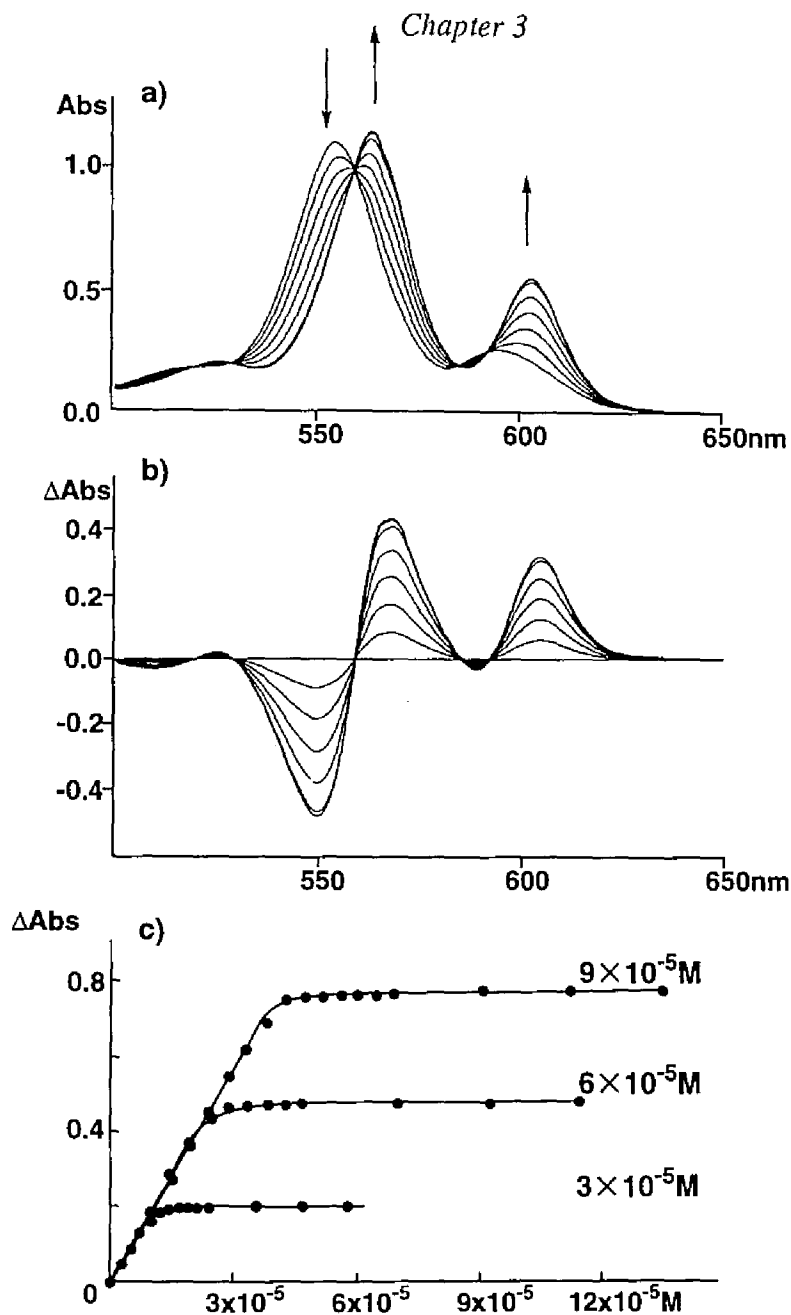 Chapter 3
a)
Abs
1.0
0.5
0.0
550 600 650nm
b)
ΔAbs
0.4
0.2
0.0
-0.2
-0.4
550 600 650nm
ΔAbs
c)
0.8
9×10⁻⁵M
6×10⁻⁵M
0.4
3×10⁻⁵M
0
3x10⁻⁵ 6x10⁻⁵ 9x10⁻⁵ 12x10⁻⁵M